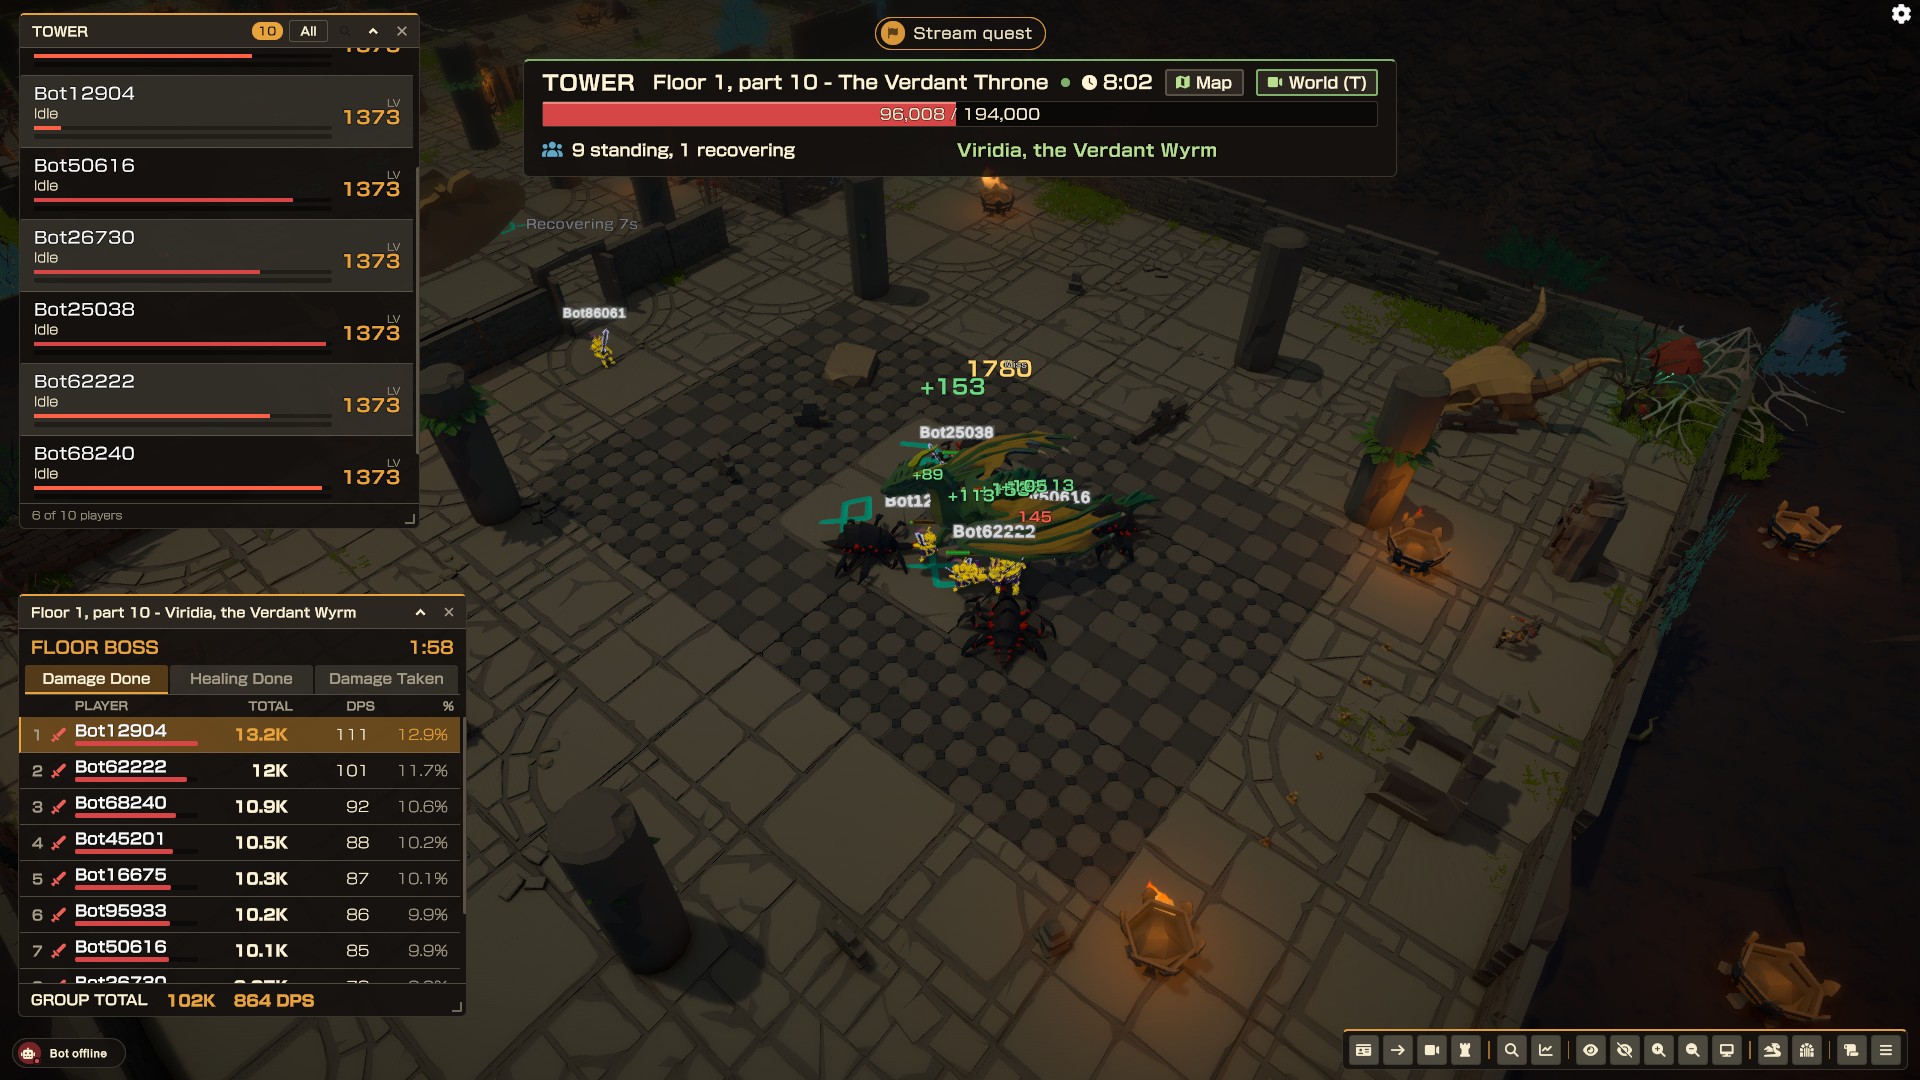 TOWER
10
All
Bot12904
Idle
LV
1373
Bot50616
Idle
LV
1373
Bot26730
Idle
LV
1373
Bot25038
Idle
LV
1373
Bot62222
Idle
LV
1373
Bot68240
Idle
LV
1373
6 of 10 players
Stream quest
TOWER Floor 1, part 10 - The Verdant Throne • 8:02 Map World (T)
96,008 / 194,000
9 standing, 1 recovering
Viridia, the Verdant Wyrm
Recovering 7s
Bot86061
1780
+153
Bot25038
+89
+113
145
Bot62222
Floor 1, part 10 - Viridia, the Verdant Wyrm
FLOOR BOSS 1:58
Damage Done Healing Done Damage Taken
PLAYER TOTAL DPS %
1 Bot12904 13.2K 111 12.9%
2 Bot62222 12K 101 11.7%
3 Bot68240 10.9K 92 10.6%
4 Bot45201 10.5K 88 10.2%
5 Bot16675 10.3K 87 10.1%
6 Bot95933 10.2K 86 9.9%
7 Bot50616 10.1K 85 9.9%
GROUP TOTAL 102K 864 DPS
Bot offline